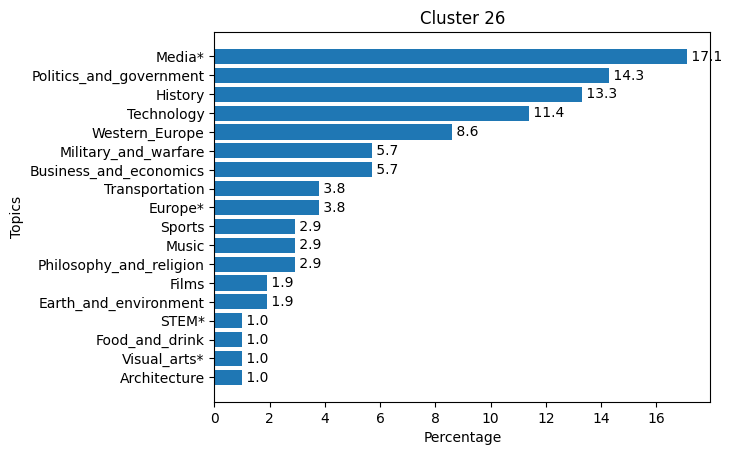 Cluster 26
Topics
Media* 17.1
Politics_and_government 14.3
History 13.3
Technology 11.4
Western_Europe 8.6
Military_and_warfare 5.7
Business_and_economics 5.7
Transportation 3.8
Europe* 3.8
Sports 2.9
Music 2.9
Philosophy_and_religion 2.9
Films 1.9
Earth_and_environment 1.9
STEM* 1.0
Food_and_drink 1.0
Visual_arts* 1.0
Architecture 1.0
0 2 4 6 8 10 12 14 16
Percentage